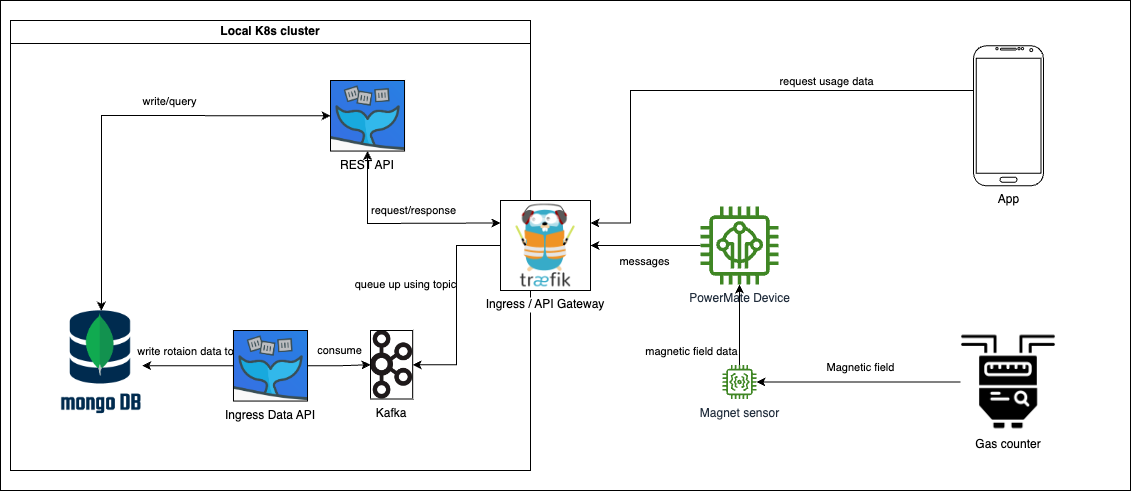 Local K8s cluster
request usage data
write/query
REST API
App
request/response
træfik
messages
queue up using topic
Ingress / API Gateway
PowerMate Device
write rotaion data to
consume
magnetic field data
Magnetic field
mongo DB
Ingress Data API
Kafka
Magnet sensor
Gas counter